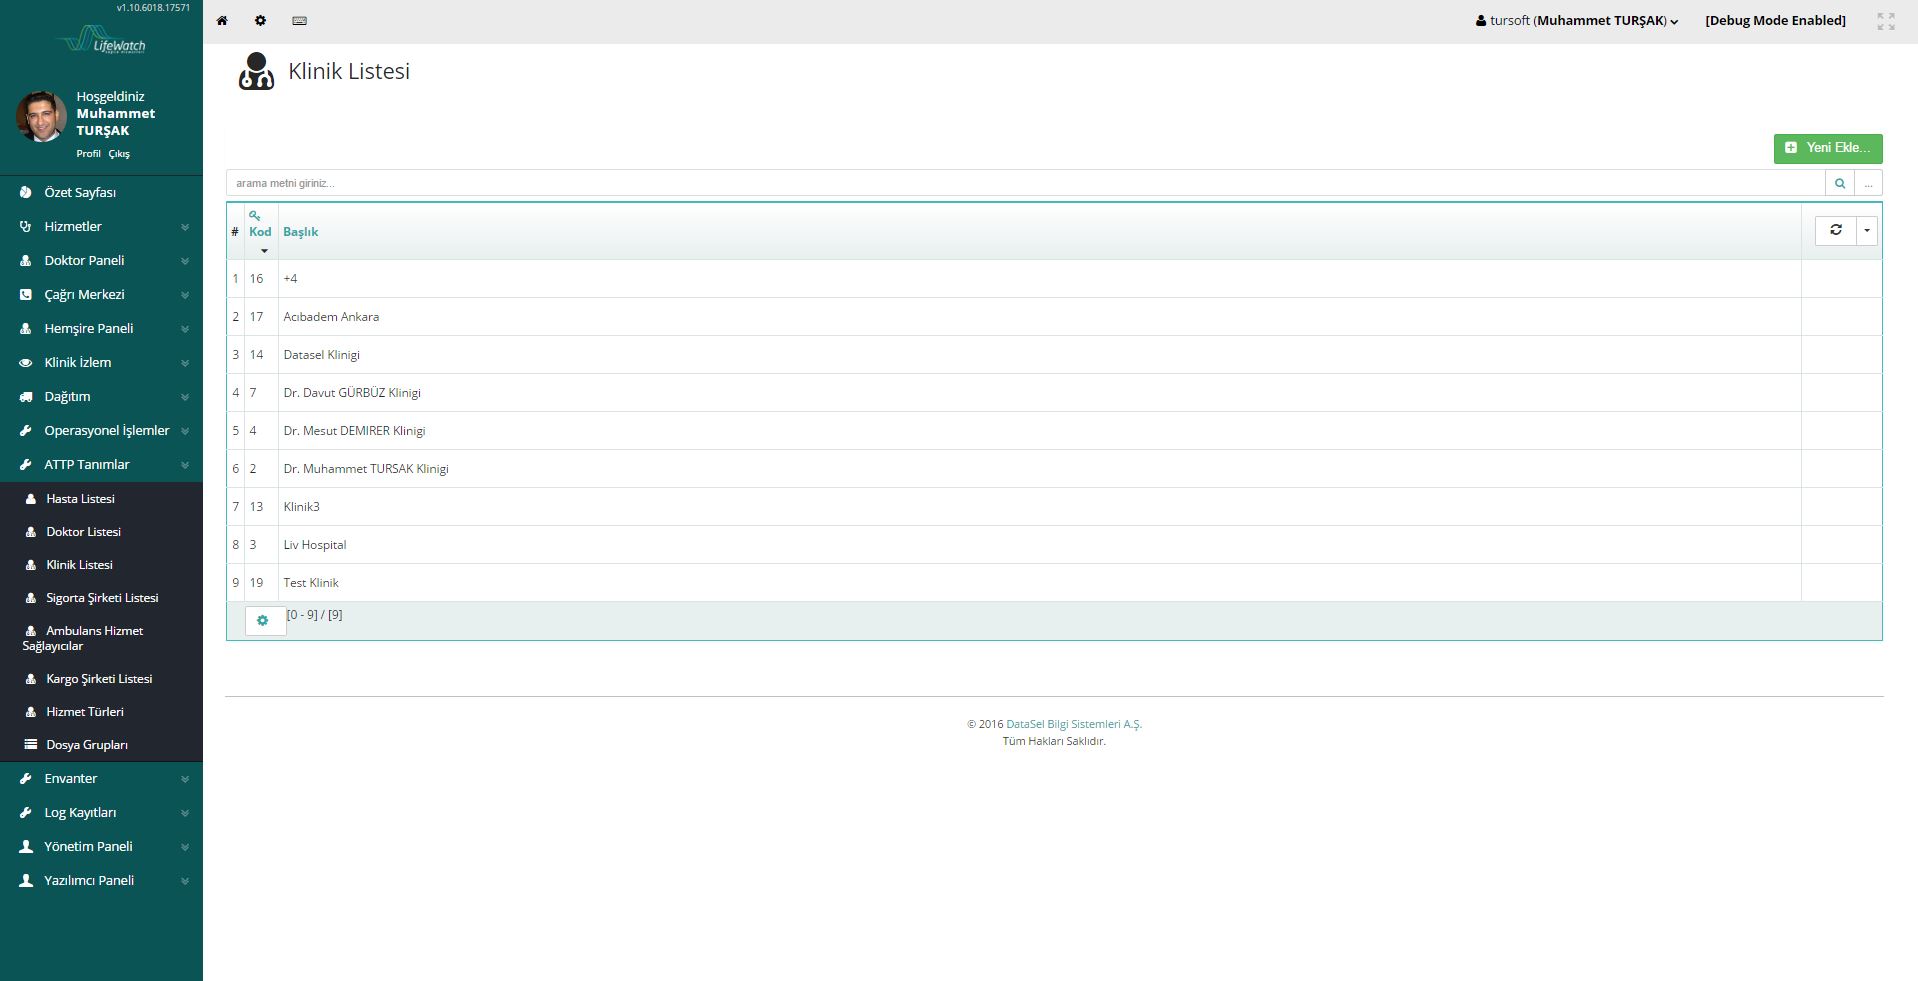 v1.10.6018.17571
LifeWatch
Hoşgeldiniz
Muhammet
TURŞAK
Profil Çıkış
Özet Sayfası
Hizmetler
Doktor Paneli
Çağrı Merkezi
Hemşire Paneli
Klinik İzlem
Dağıtım
Operasyonel İşlemler
ATTP Tanımlar
Hasta Listesi
Doktor Listesi
Klinik Listesi
Sigorta Şirketi Listesi
Ambulans Hizmet
Sağlayıcılar
Kargo Şirketi Listesi
Hizmet Türleri
Dosya Grupları
Envanter
Log Kayıtları
Yönetim Paneli
Yazılımcı Paneli
tursoft (Muhammet TURŞAK) [Debug Mode Enabled]
Klinik Listesi
Yeni Ekle...
arama metni giriniz... ...
# Kod Başlık
1 16 +4
2 17 Acıbadem Ankara
3 14 Datasel Klinigi
4 7 Dr. Davut GÜRBÜZ Klinigi
5 4 Dr. Mesut DEMIRER Klinigi
6 2 Dr. Muhammet TURSAK Klinigi
7 13 Klinik3
8 3 Liv Hospital
9 19 Test Klinik
[0 - 9] / [9]
© 2016 DataSel Bilgi Sistemleri A.Ş.
Tüm Hakları Saklıdır.